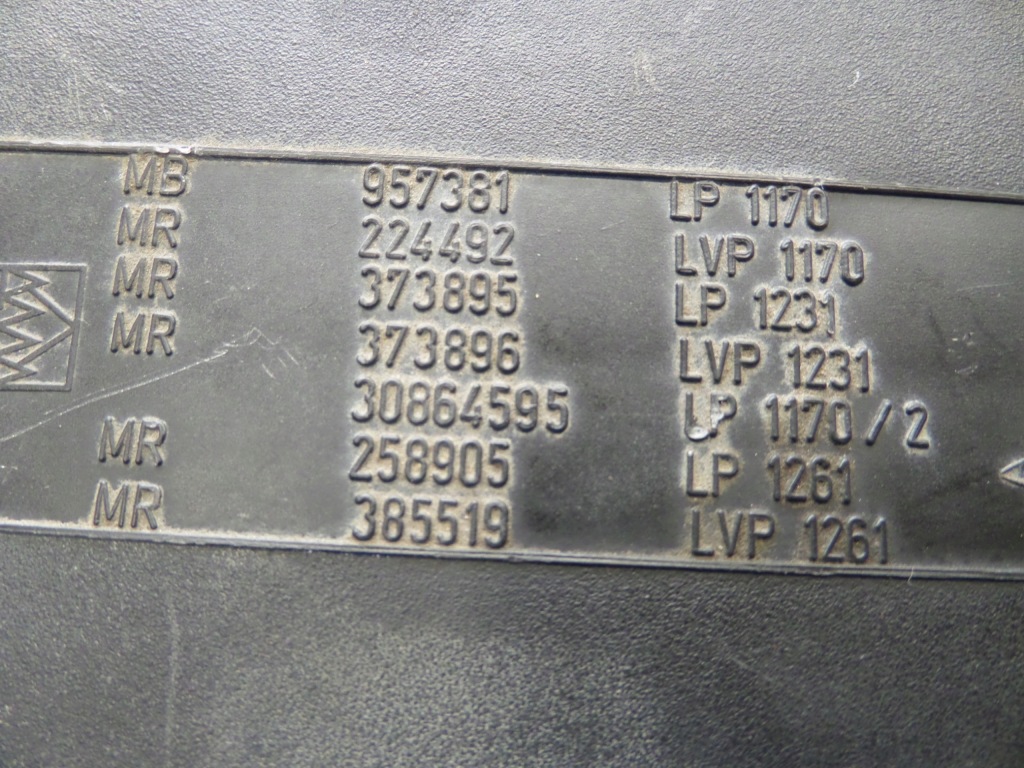 MB 957381 LP 1170
MR 224492 LVP 1170
MR 373895 LP 1231
MR 373896 LVP 1231
30864595 LP 1170/2
MR 258905 LP 1261
MR 385519 LVP 1261